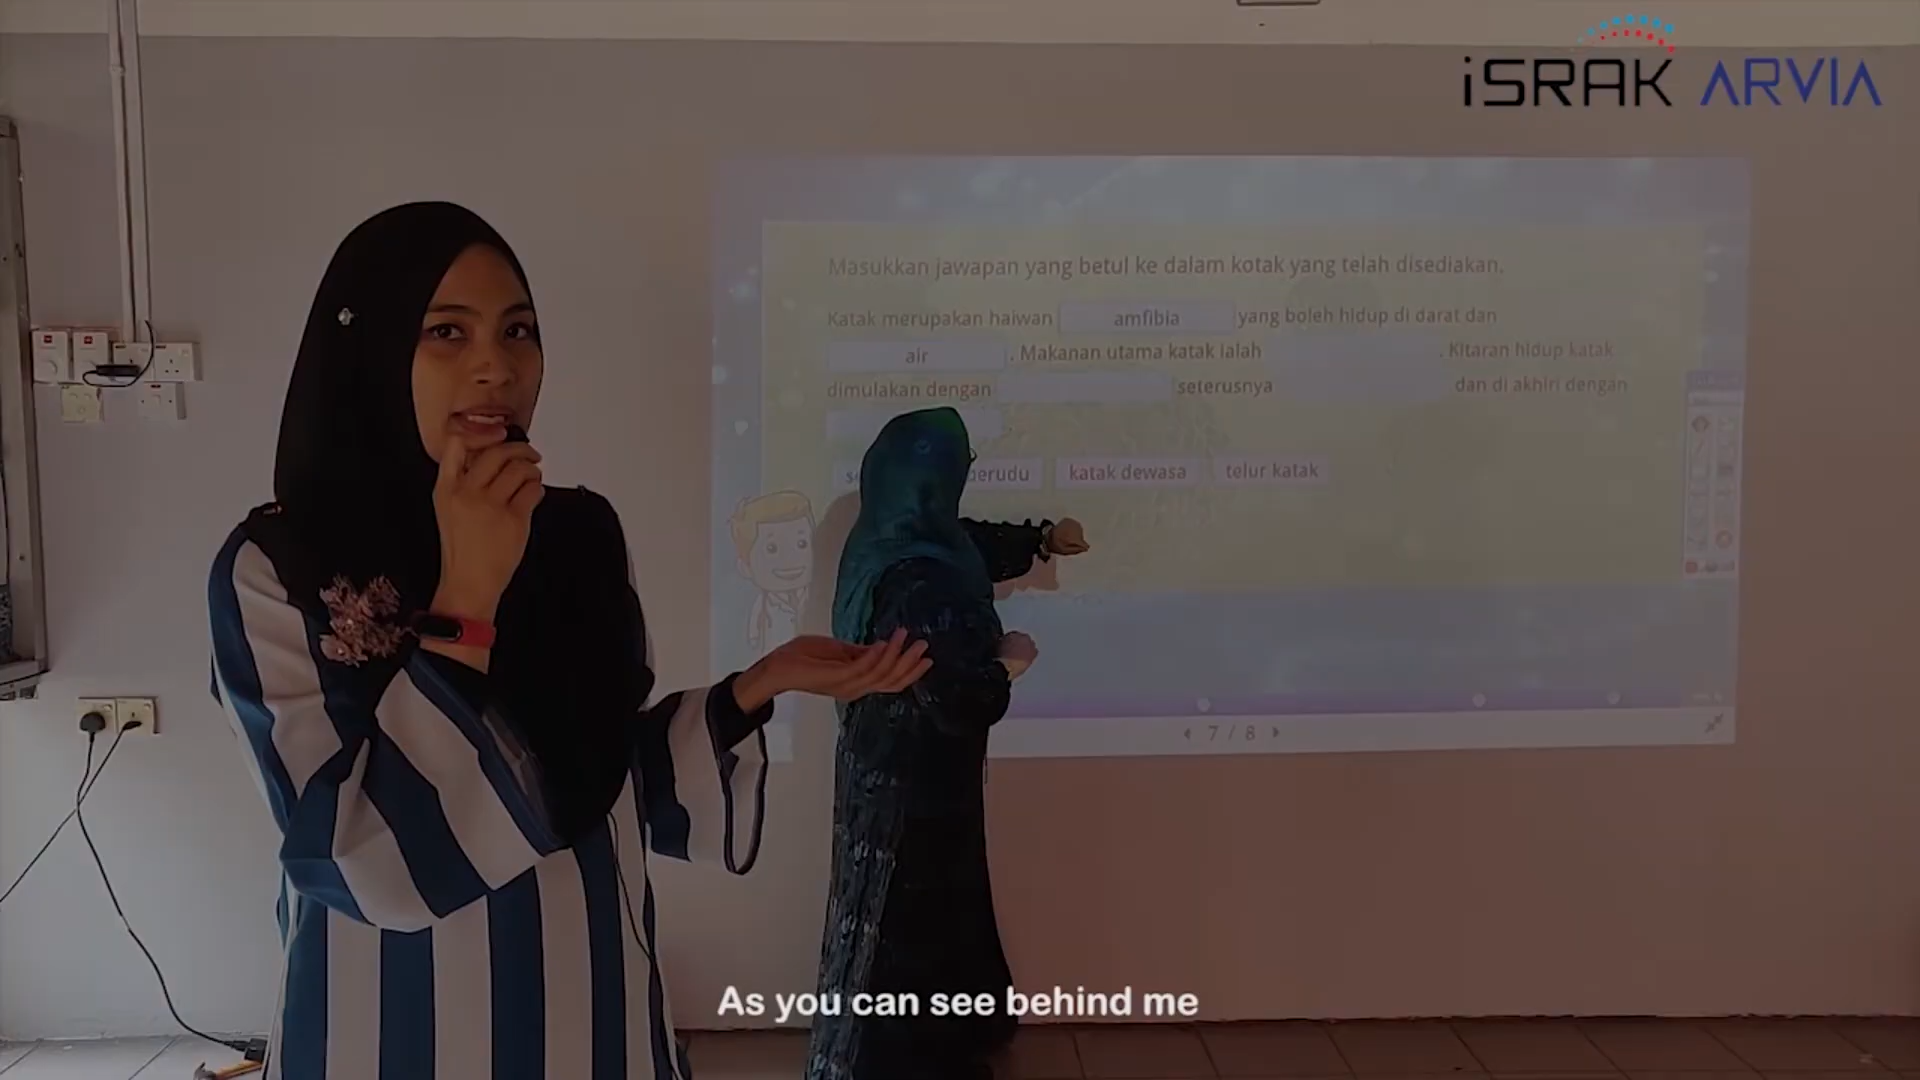 iSRAK ARVIA
Masukkan jawapan yang betul ke dalam kotak yang telah disediakan.
Katak merupakan haiwan amfibia yang boleh hidup di darat dan
air . Makanan utama katak ialah . Kitaran hidup katak
dimulakan dengan seterusnya dan di akhiri dengan
katak dewasa telur katak
7 / 8
As you can see behind me